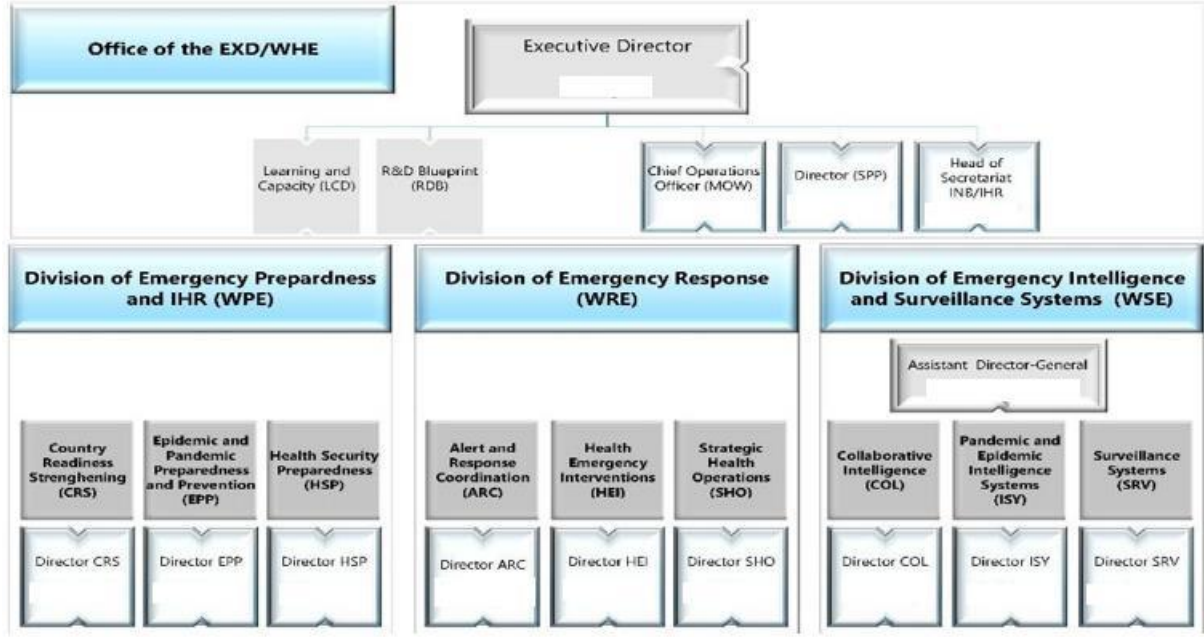 Office of the EXD/WHE
Executive Director
Learning and
Capacity (LCD)
R&D Blueprint
(RDB)
Chief Operations
Officer (MOW)
Director (SPP)
Head of
Secretariat
INB/IHR
Division of Emergency Prepardness
and IHR (WPE)
Division of Emergency Response
(WRE)
Division of Emergency Intelligence
and Surveillance Systems (WSE)
Assistant Director-General
Country
Readiness
Strenghening
(CRS)
Epidemic and
Pandemic
Preparedness
and Prevention
(EPP)
Health Security
Preparedness
(HSP)
Alert and
Response
Coordination
(ARC)
Health
Emergency
Interventions
(HEI)
Strategic
Health
Operations
(SHO)
Collaborative
Intelligence
(COL)
Pandemic and
Epidemic
Intelligence
Systems
(ISY)
Surveillance
Systems
(SRV)
Director CRS
Director EPP
Director HSP
Director ARC
Director HEI
Director SHO
Director COL
Director ISY
Director SRV